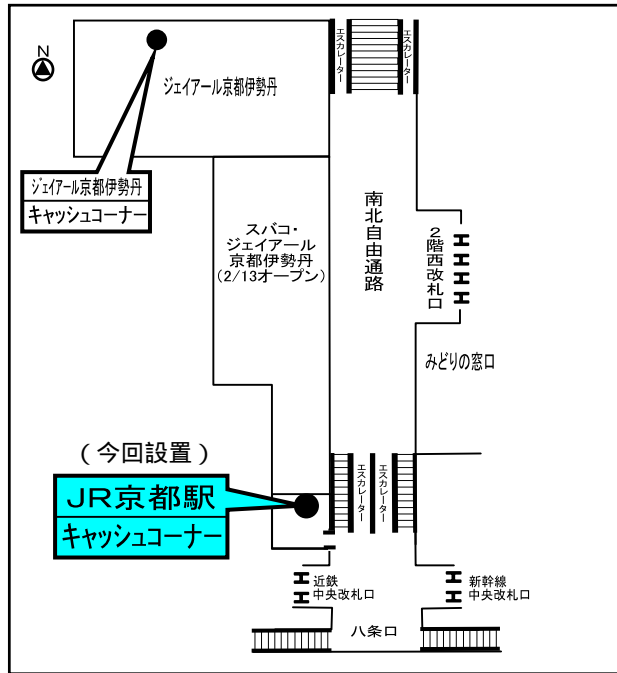 N
エスカレーター
エスカレーター
ジェイアール京都伊勢丹
ジェイアール京都伊勢丹
キャッシュコーナー
南北自由通路
スバコ・
ジェイアール
京都伊勢丹
(2/13オープン)
2階西改札口
みどりの窓口
(今回設置)
JR京都駅
キャッシュコーナー
エスカレーター
エスカレーター
近鉄
中央改札口
新幹線
中央改札口
八条口